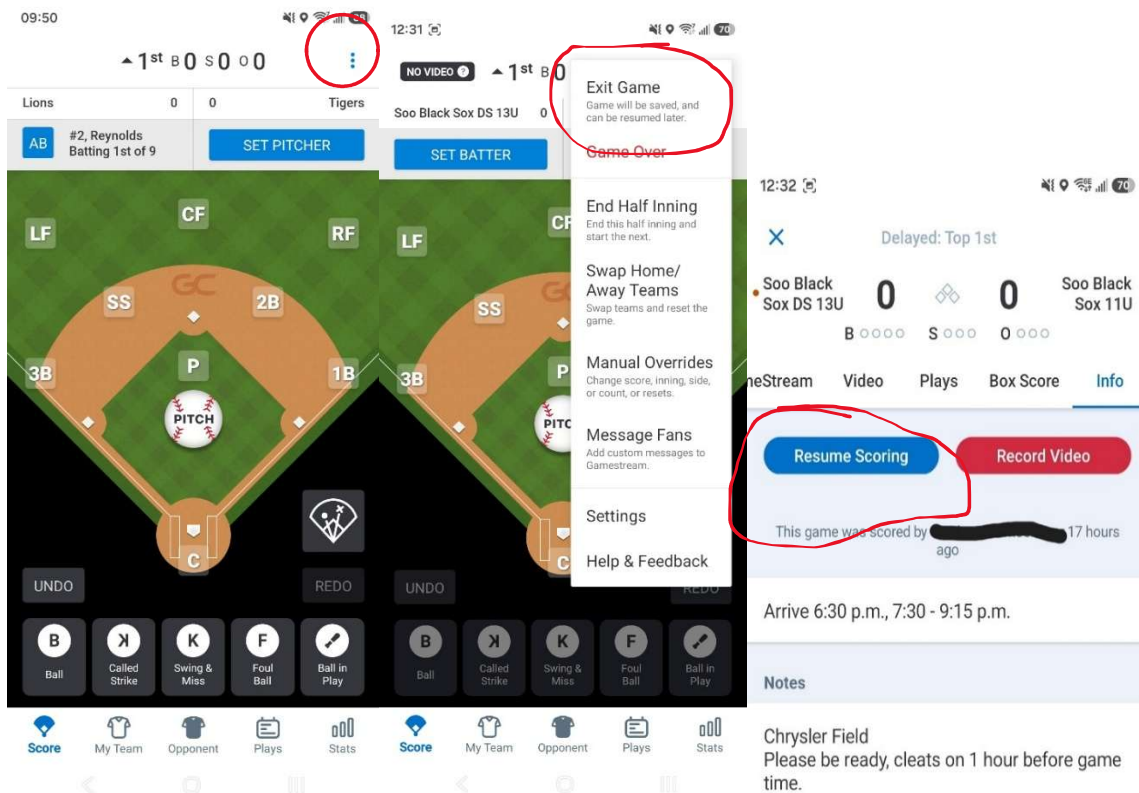 09:50
1st B 0 S 0 O 0
Lions 0 0 Tigers
AB
#2, Reynolds
Batting 1st of 9
SET PITCHER
CF
LF
RF
GC
SS
2B
3B
P
1B
PITCH
C
UNDO
REDO
B
K
K
F
Ball
Called
Strike
Swing &
Miss
Foul
Ball
Ball in
Play
Score
My Team
Opponent
Plays
Stats
12:31
70
NO VIDEO ?
1st B 0
Soo Black Sox DS 13U 0
SET BATTER
LF
SS
3B
P
UNDO
REDO
Exit Game
Game will be saved, and
can be resumed later.
Game Over
End Half Inning
End this half inning and
start the next.
Swap Home/
Away Teams
Swap teams and reset the
game.
Manual Overrides
Change score, inning, side,
or count, or resets.
Message Fans
Add custom messages to
Gamestream.
Settings
Help & Feedback
B
K
K
F
Ball
Called
Strike
Swing &
Miss
Foul
Ball
Ball in
Play
Score
My Team
Opponent
Plays
Stats
12:32
70
Delayed: Top 1st
Soo Black
Sox DS 13U
0
0
Soo Black
Sox 11U
B
S
O
neStream
Video
Plays
Box Score
Info
Resume Scoring
Record Video
This game was scored by 17 hours
ago
Arrive 6:30 p.m., 7:30 - 9:15 p.m.
Notes
Chrysler Field
Please be ready, cleats on 1 hour before game
time.